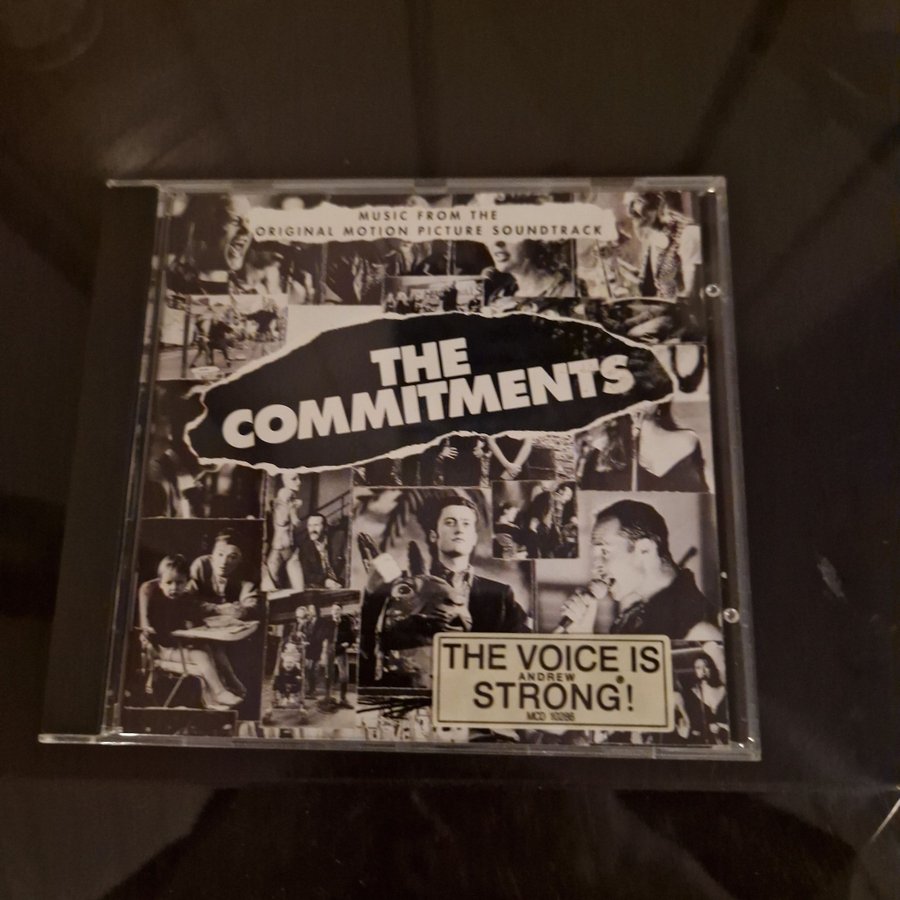 MUSIC FROM THE
ORIGINAL MOTION PICTURE SOUNDTRACK
THE
COMMITMENTS
THE VOICE IS
ANDREW
STRONG!
MCD 10286